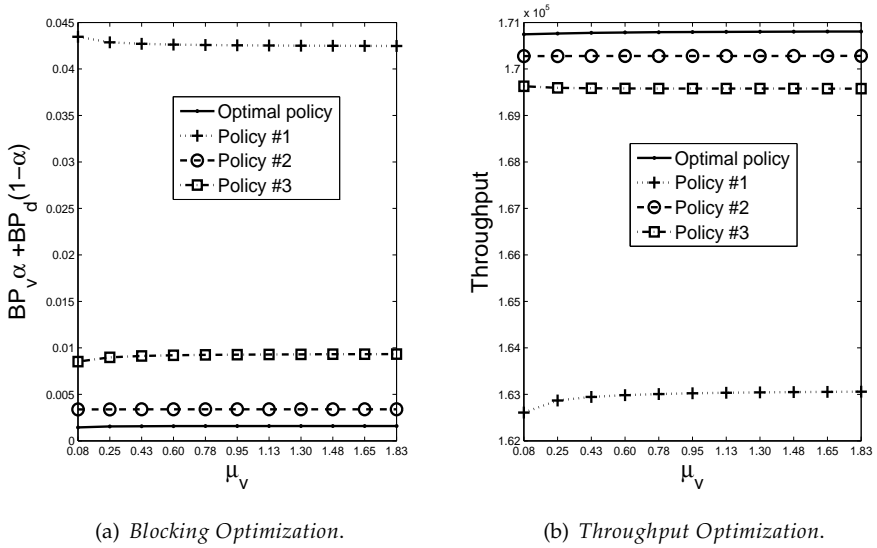 0.045
0.04
0.035
0.03
0.025
0.02
0.015
0.01
0.005
0
BP_v α +BP_d (1−α)
Optimal policy
Policy #1
Policy #2
Policy #3
0.08 0.25 0.43 0.60 0.78 0.95 1.13 1.30 1.48 1.65 1.83
μ_v
(a) Blocking Optimization.
x 10^5
1.71
1.7
1.69
1.68
1.67
1.66
1.65
1.64
1.63
1.62
Throughput
Optimal policy
Policy #1
Policy #2
Policy #3
0.08 0.25 0.43 0.60 0.78 0.95 1.13 1.30 1.48 1.65 1.83
μ_v
(b) Throughput Optimization.